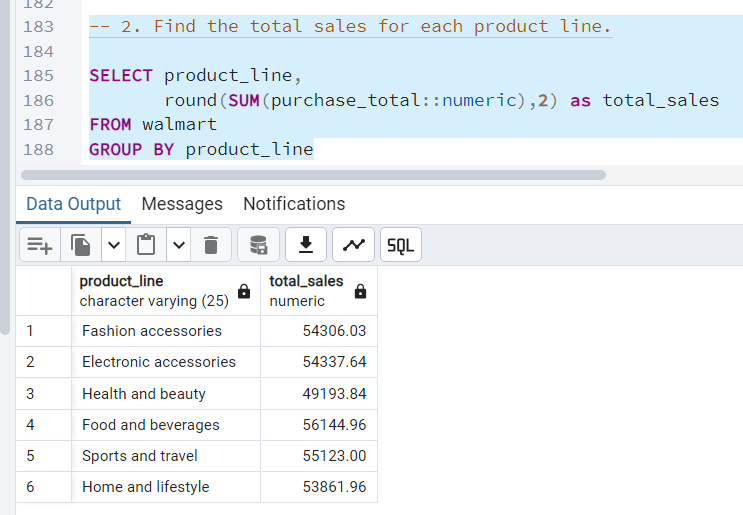 182
183 -- 2. Find the total sales for each product line.
184
185 SELECT product_line,
186 round(SUM(purchase_total::numeric),2) as total_sales
187 FROM walmart
188 GROUP BY product_line
Data Output Messages Notifications
SQL
product_line total_sales
character varying (25) numeric
1 Fashion accessories 54306.03
2 Electronic accessories 54337.64
3 Health and beauty 49193.84
4 Food and beverages 56144.96
5 Sports and travel 55123.00
6 Home and lifestyle 53861.96